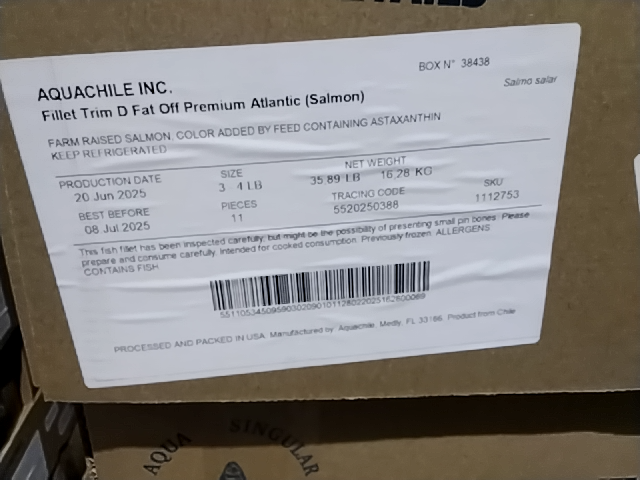 BOX N° 38438
AQUACHILE INC.
Salmo salar
Fillet Trim D Fat Off Premium Atlantic (Salmon)
FARM RAISED SALMON. COLOR ADDED BY FEED CONTAINING ASTAXANTHIN
KEEP REFRIGERATED
PRODUCTION DATE SIZE NET WEIGHT
20 Jun 2025 3 4 LB 35.89 LB 16.28 KG
BEST BEFORE PIECES TRACING CODE SKU
08 Jul 2025 11 5520250388 1112753
This fish fillet has been inspected carefully, but might be the possibility of presenting small pin bones. Please
prepare and consume carefully. Intended for cooked consumption. Previously frozen. ALLERGENS
CONTAINS FISH
PROCESSED AND PACKED IN USA. Manufactured by Aquachile. Medly, FL 33166. Product from Chile
AQUA SINGULAR